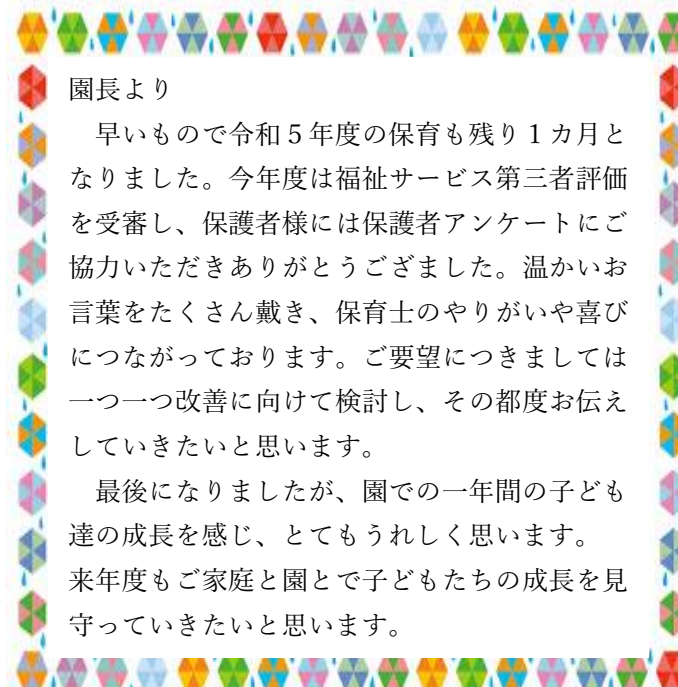 園長より
　早いもので令和５年度の保育も残り１カ月と
なりました。今年度は福祉サービス第三者評価
を受審し、保護者様には保護者アンケートにご
協力いただきありがとうござました。温かいお
言葉をたくさん戴き、保育士のやりがいや喜び
につながっております。ご要望につきましては
一つ一つ改善に向けて検討し、その都度お伝え
していきたいと思います。
　最後になりましたが、園での一年間の子ども
達の成長を感じ、とてもうれしく思います。
来年度もご家庭と園とで子どもたちの成長を見
守っていきたいと思います。